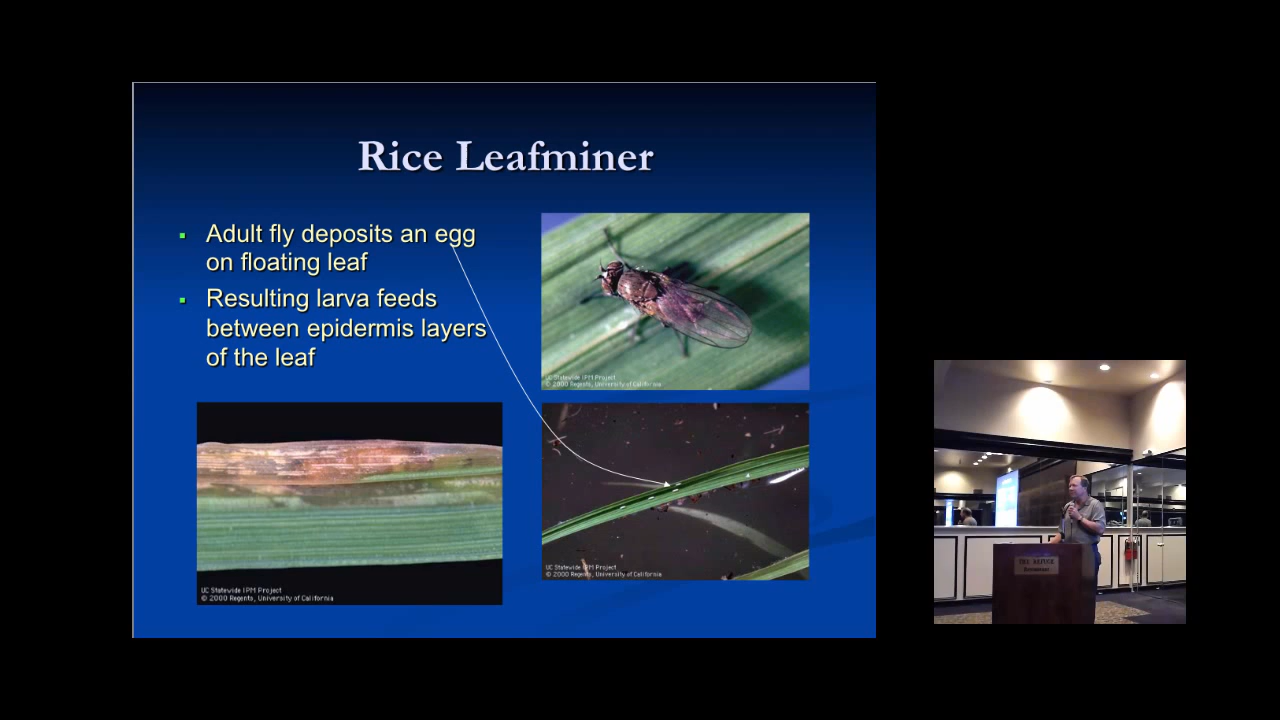 Rice Leafminer
Adult fly deposits an egg
on floating leaf
Resulting larva feeds
between epidermis layers
of the leaf
UC Statewide IPM Project
© 2000 Regents, University of California
UC Statewide IPM Project
© 2000 Regents, University of California
UC Statewide IPM Project
© 2000 Regents, University of California